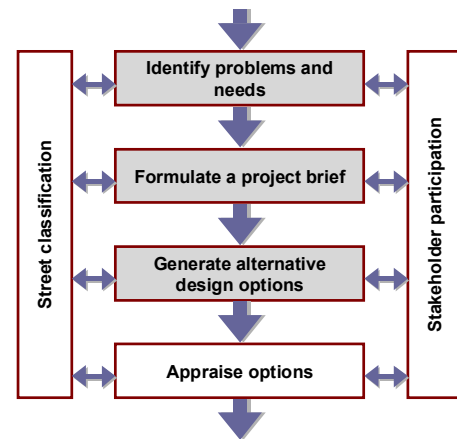 Identify problems and
needs
Formulate a project brief
Generate alternative
design options
Appraise options
Street classification
Stakeholder participation